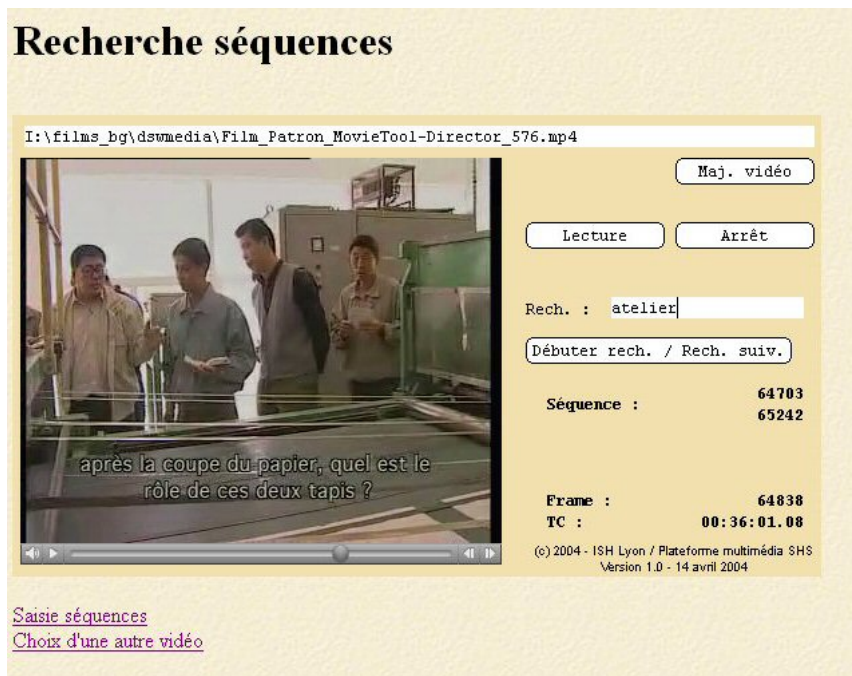 Recherche séquences
I:\films_bg\dswmedia\Film_Patron_MovieTool-Director_576.mp4
Maj. vidéo
Lecture
Arrêt
Rech. :
atelier
Débuter rech. / Rech. suiv.
Séquence :
64703
65242
après la coupe du papier, quel est le
rôle de ces deux tapis ?
Frame :
64838
TC :
00:36:01.08
(c) 2004 - ISH Lyon / Plateforme multimédia SHS
Version 1.0 - 14 avril 2004
Saisie séquences
Choix d'une autre vidéo